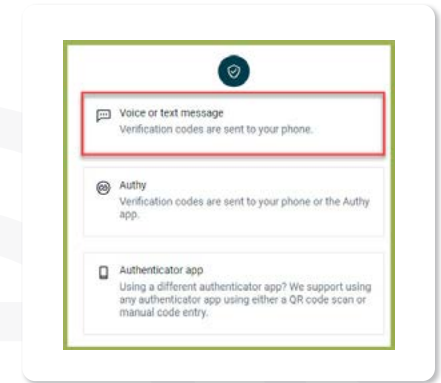 Voice or text message
Verification codes are sent to your phone.
Authy
Verification codes are sent to your phone or the Authy
app.
Authenticator app
Using a different authenticator app? We support using
any authenticator app using either a QR code scan or
manual code entry.